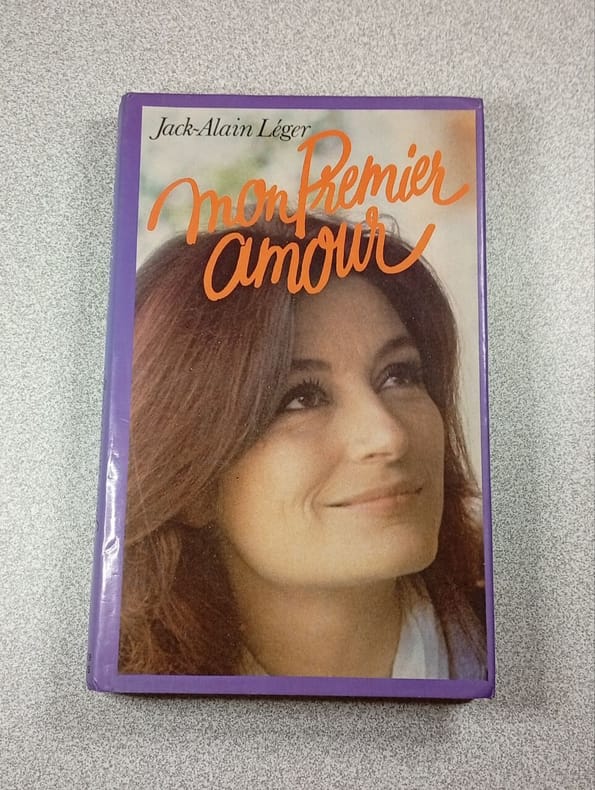 Jack-Alain Léger
mon Premier
amour